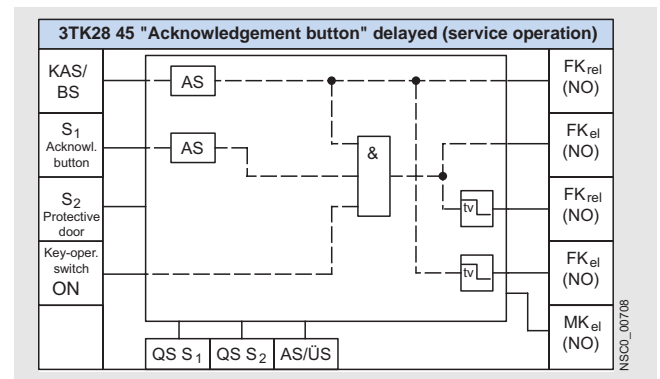 3TK28 45 "Acknowledgement button" delayed (service operation)
KAS/
BS
S1
Acknowl.
button
S2
Protective
door
Key-oper.
switch
ON
AS
AS
&
tv
tv
QS S1
QS S2
AS/ÜS
FKrel
(NO)
FKel
(NO)
FKrel
(NO)
FKel
(NO)
MKel
(NO)
NSC0_00708